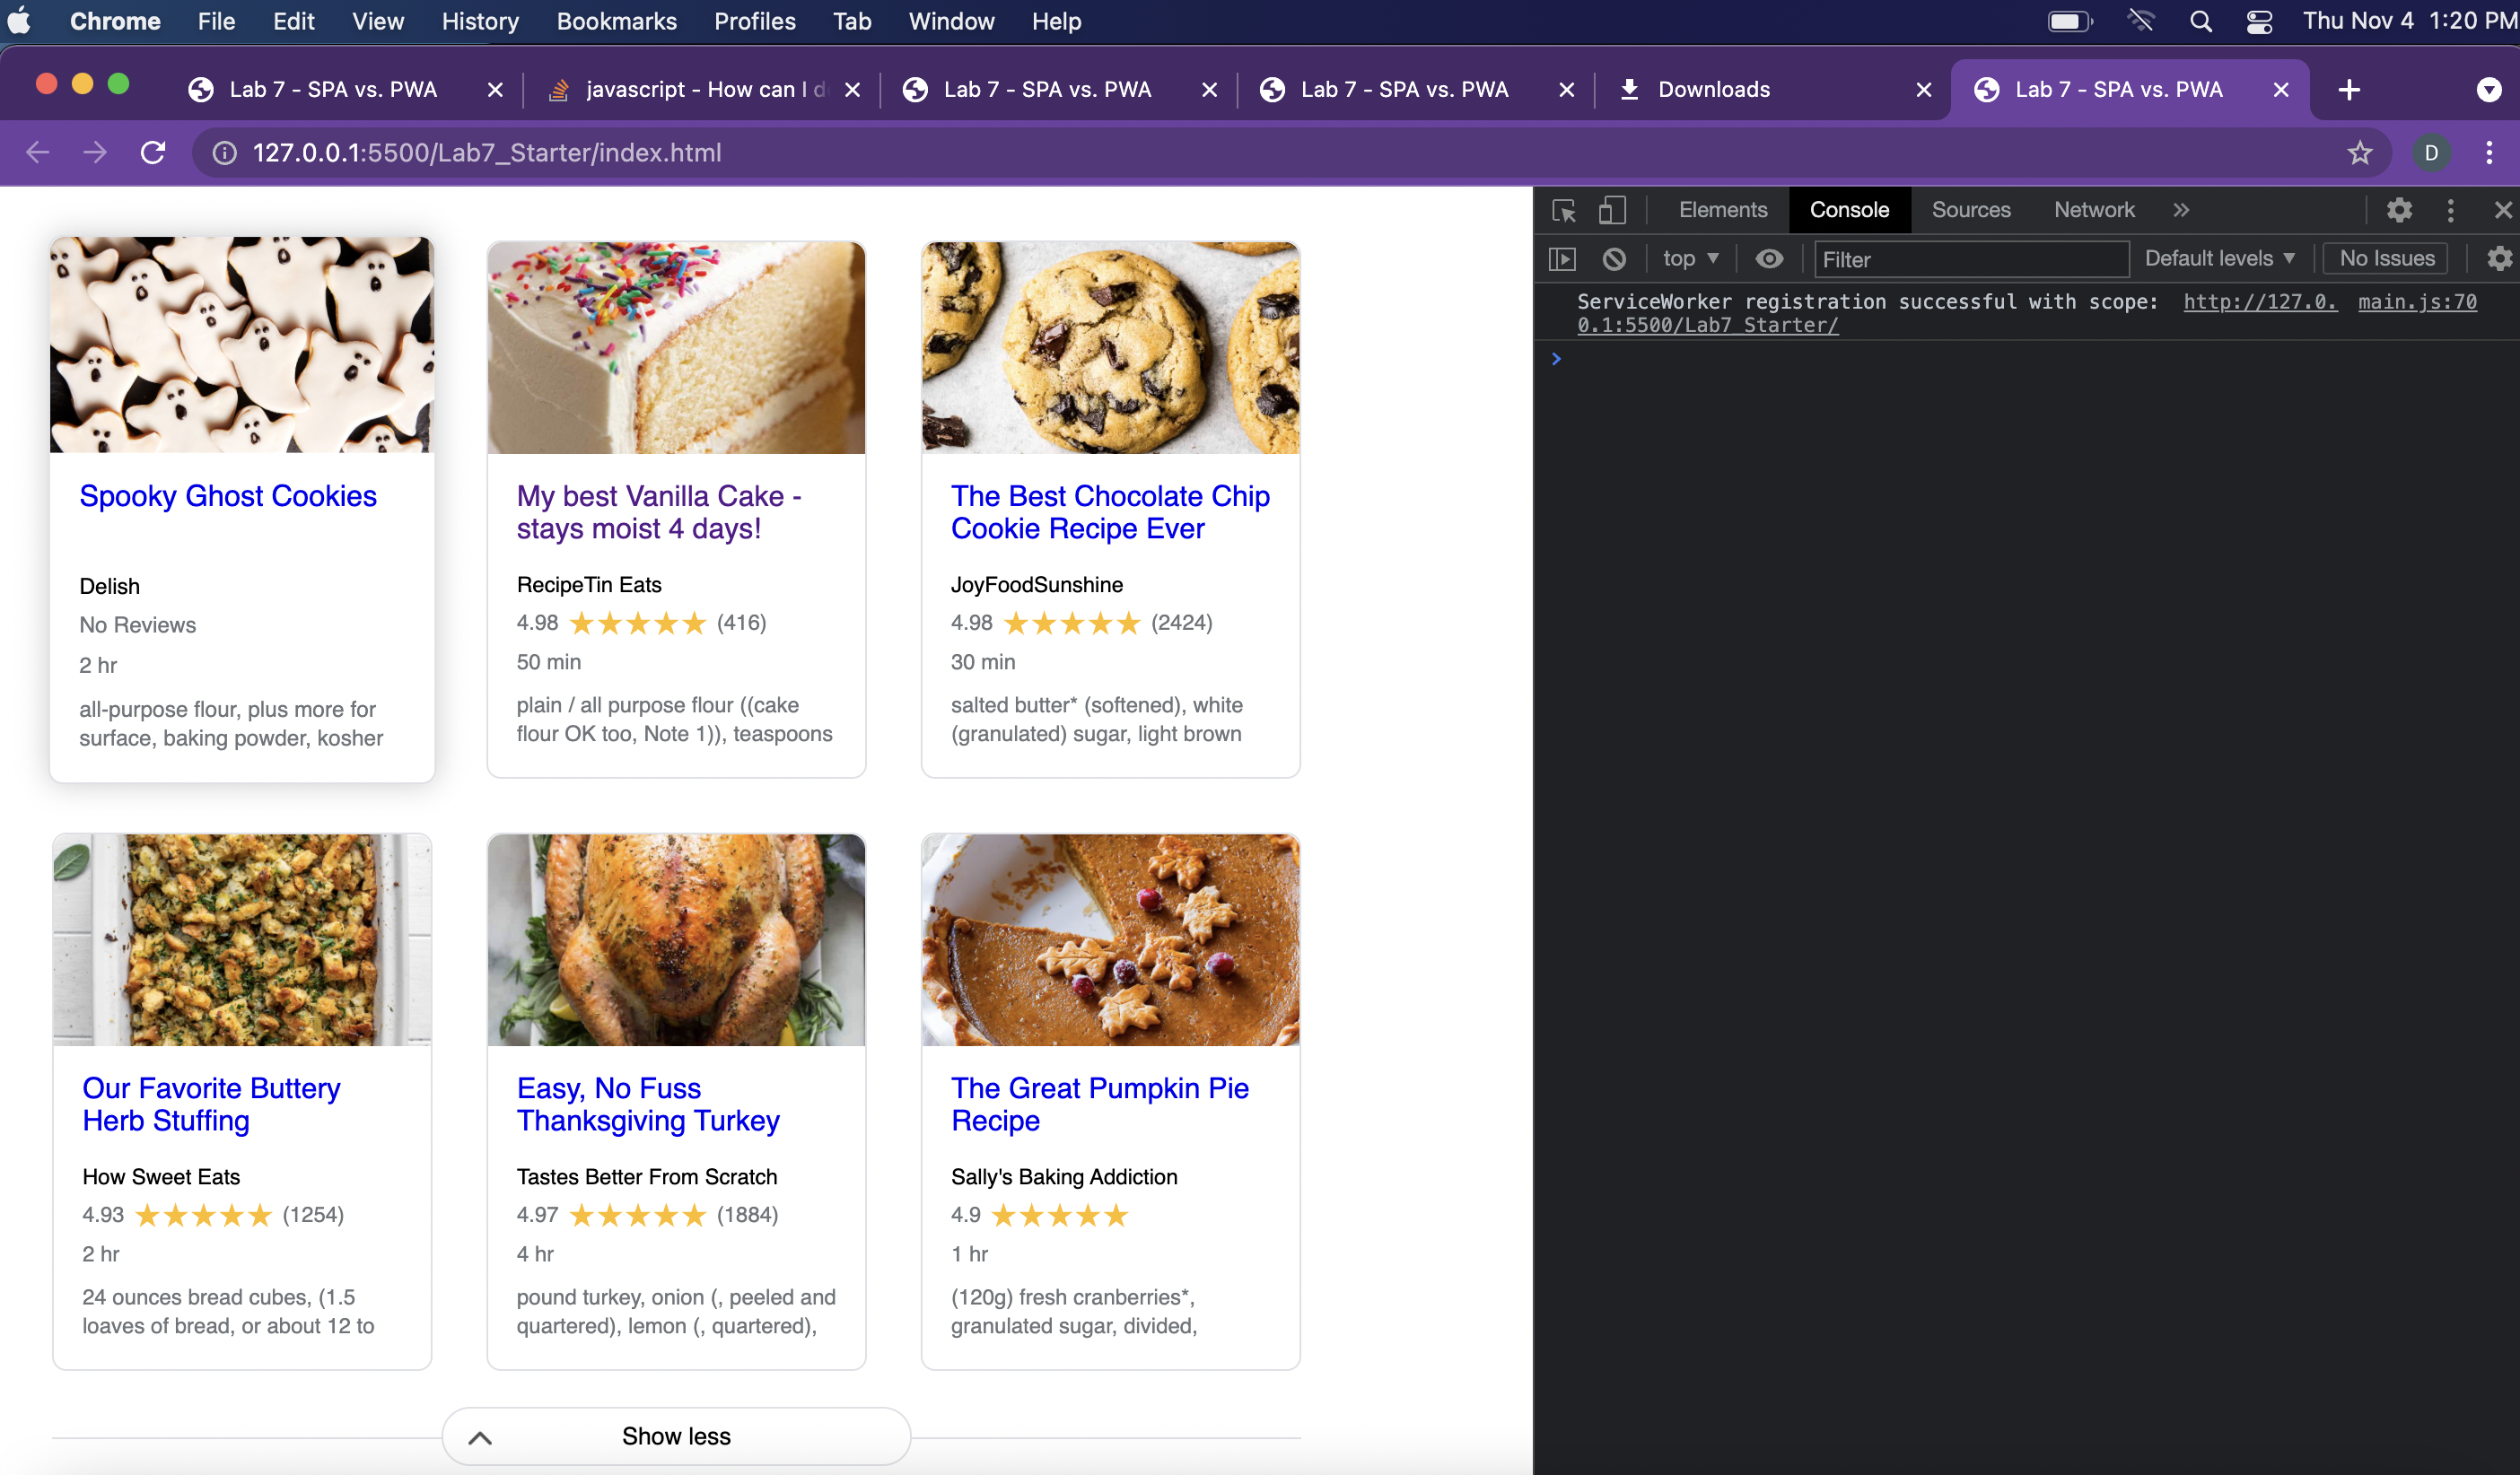 Chrome File Edit View History Bookmarks Profiles Tab Window Help Thu Nov 4 1:20 PM
Lab 7 - SPA vs. PWA javascript - How can I d Lab 7 - SPA vs. PWA Lab 7 - SPA vs. PWA Downloads Lab 7 - SPA vs. PWA
127.0.0.1:5500/Lab7_Starter/index.html D
Elements Console Sources Network
top Filter Default levels No Issues
ServiceWorker registration successful with scope: http://127.0. main.js:70
0.1:5500/Lab7_Starter/
Spooky Ghost Cookies
Delish
No Reviews
2 hr
all-purpose flour, plus more for
surface, baking powder, kosher
My best Vanilla Cake -
stays moist 4 days!
RecipeTin Eats
4.98 ★★★★★ (416)
50 min
plain / all purpose flour ((cake
flour OK too, Note 1)), teaspoons
The Best Chocolate Chip
Cookie Recipe Ever
JoyFoodSunshine
4.98 ★★★★★ (2424)
30 min
salted butter* (softened), white
(granulated) sugar, light brown
Our Favorite Buttery
Herb Stuffing
How Sweet Eats
4.93 ★★★★★ (1254)
2 hr
24 ounces bread cubes, (1.5
loaves of bread, or about 12 to
Easy, No Fuss
Thanksgiving Turkey
Tastes Better From Scratch
4.97 ★★★★★ (1884)
4 hr
pound turkey, onion (, peeled and
quartered), lemon (, quartered),
The Great Pumpkin Pie
Recipe
Sally's Baking Addiction
4.9 ★★★★★
1 hr
(120g) fresh cranberries*,
granulated sugar, divided,
Show less